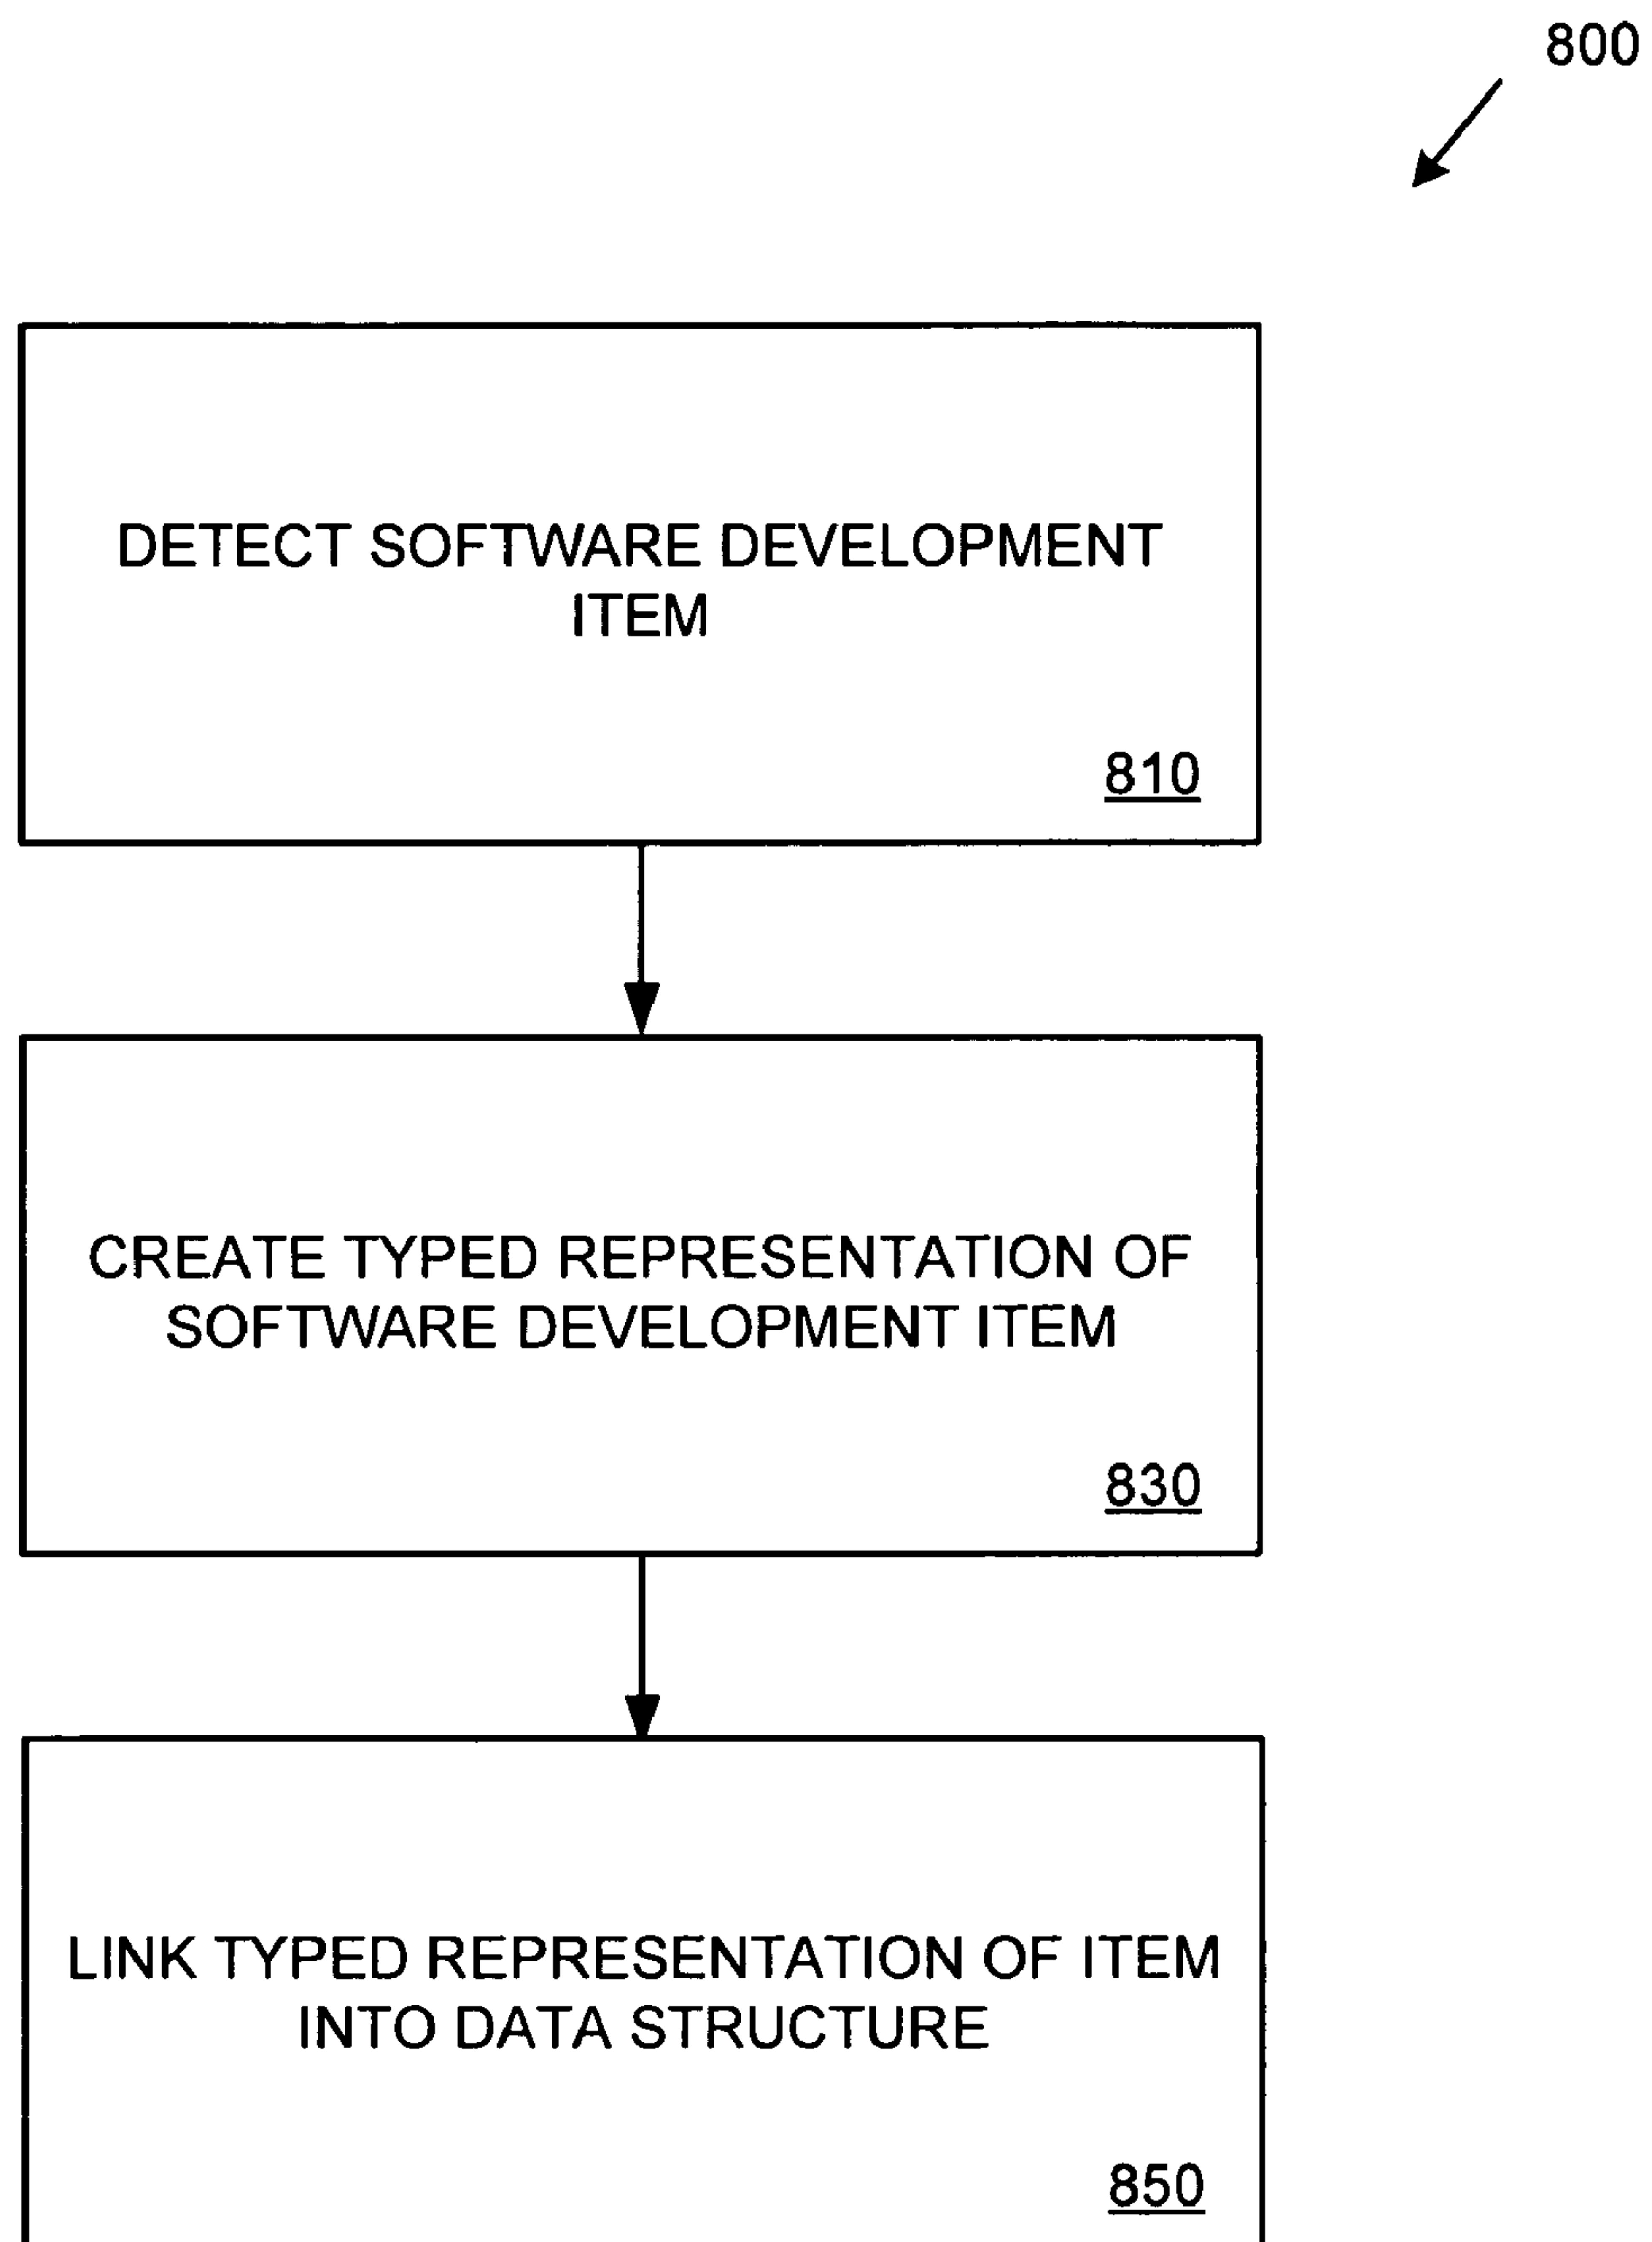 800
DETECT SOFTWARE DEVELOPMENT
ITEM
810
CREATE TYPED REPRESENTATION OF
SOFTWARE DEVELOPMENT ITEM
830
LINK TYPED REPRESENTATION OF ITEM
INTO DATA STRUCTURE
850